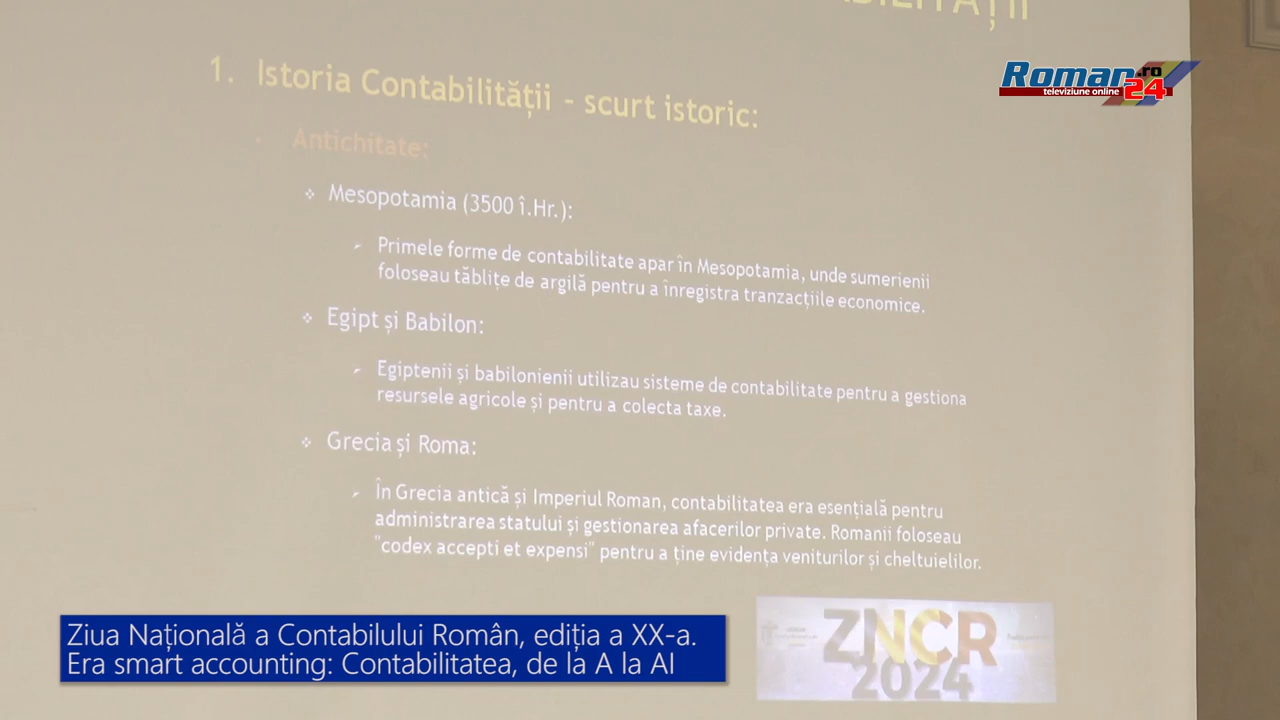 Roman .ro
televiziune online 24
1. Istoria Contabilității - scurt istoric:
Antichitate:
Mesopotamia (3500 î.Hr.):
Primele forme de contabilitate apar în Mesopotamia, unde sumerienii
foloseau tăblițe de argilă pentru a înregistra tranzacțiile economice.
Egipt și Babilon:
Egiptenii și babilonienii utilizau sisteme de contabilitate pentru a gestiona
resursele agricole și pentru a colecta taxe.
Grecia și Roma:
În Grecia antică și Imperiul Roman, contabilitatea era esențială pentru
administrarea statului și gestionarea afacerilor private. Romanii foloseau
"codex accepti et expensi" pentru a ține evidența veniturilor și cheltuielilor.
ZNCR
2024
Ziua Națională a Contabilului Român, ediția a XX-a.
Era smart accounting: Contabilitatea, de la A la AI